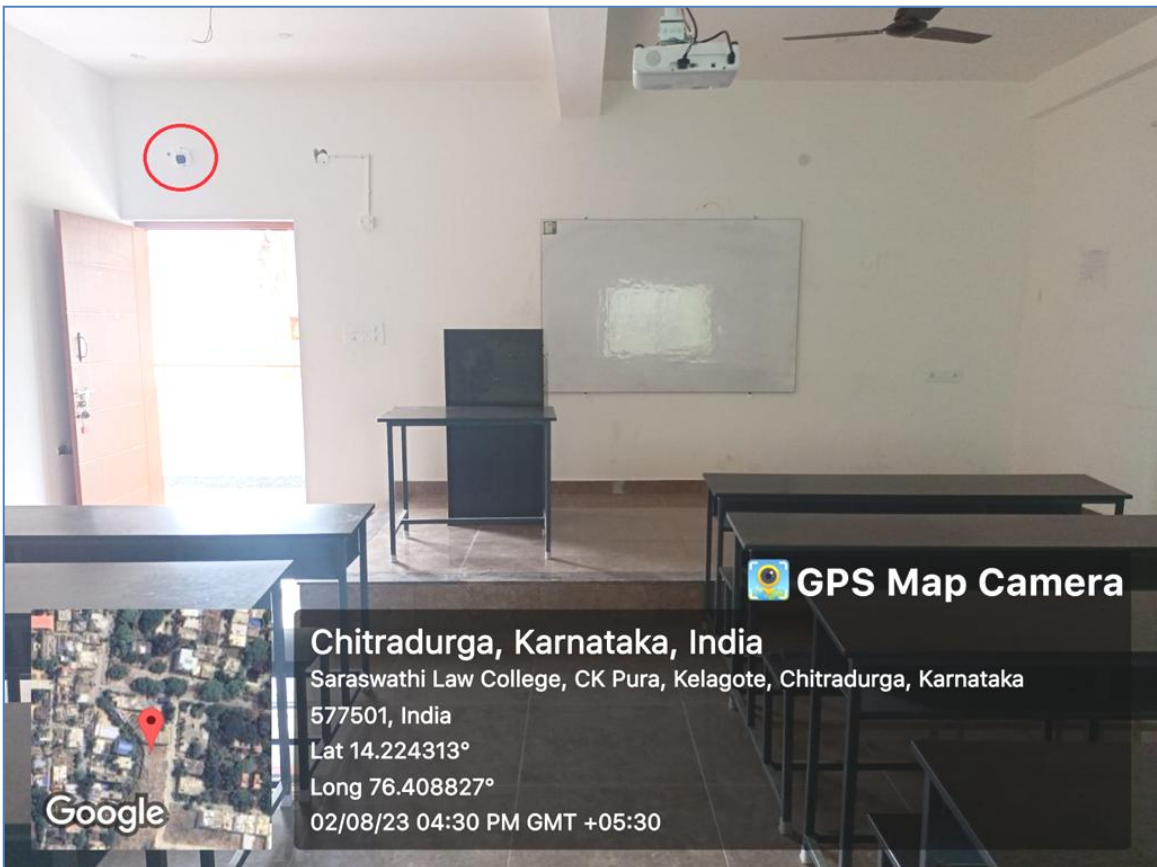 GPS Map Camera
Chitradurga, Karnataka, India
Saraswathi Law College, CK Pura, Kelagote, Chitradurga, Karnataka
577501, India
Lat 14.224313°
Long 76.408827°
02/08/23 04:30 PM GMT +05:30
Google